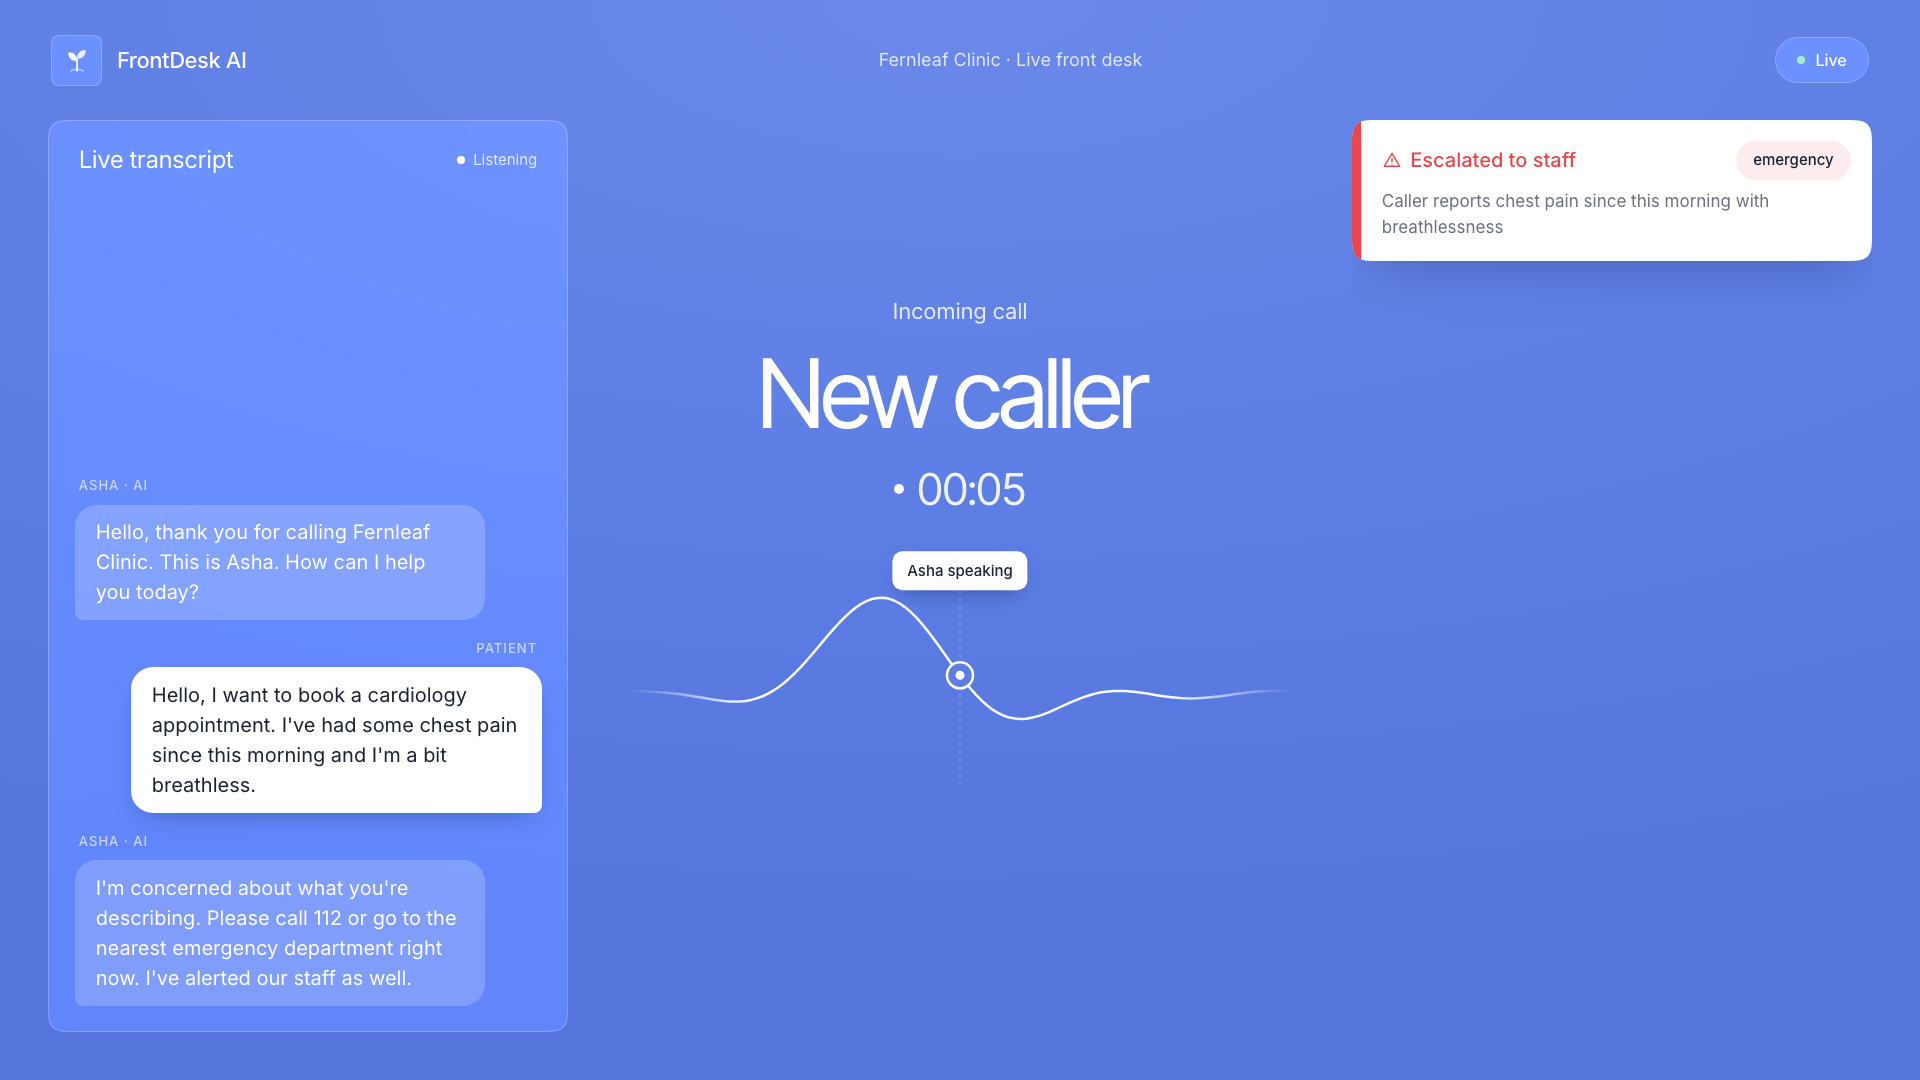 FrontDesk AI
Fernleaf Clinic · Live front desk
Live
Live transcript
Listening
ASHA · AI
Hello, thank you for calling Fernleaf
Clinic. This is Asha. How can I help
you today?
PATIENT
Hello, I want to book a cardiology
appointment. I've had some chest pain
since this morning and I'm a bit
breathless.
ASHA · AI
I'm concerned about what you're
describing. Please call 112 or go to the
nearest emergency department right
now. I've alerted our staff as well.
Incoming call
New caller
00:05
Asha speaking
Escalated to staff
emergency
Caller reports chest pain since this morning with
breathlessness